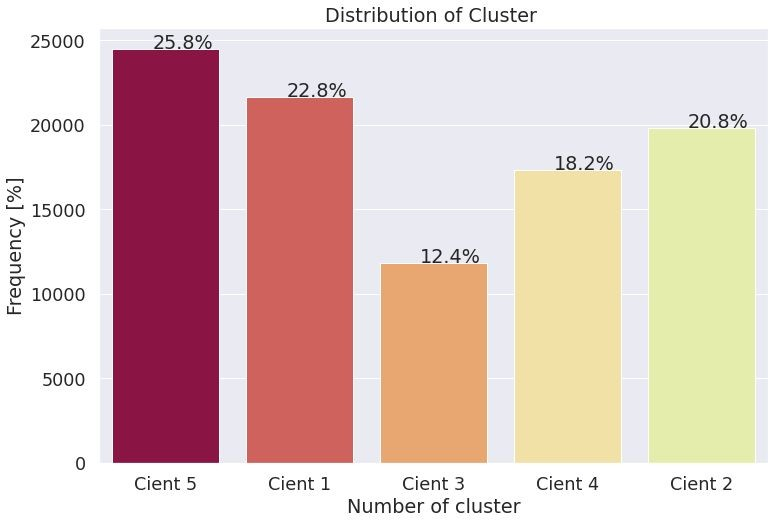 Distribution of Cluster
Frequency [%]
25000
20000
15000
10000
5000
0
25.8%
22.8%
12.4%
18.2%
20.8%
Cient 5
Cient 1
Cient 3
Cient 4
Cient 2
Number of cluster